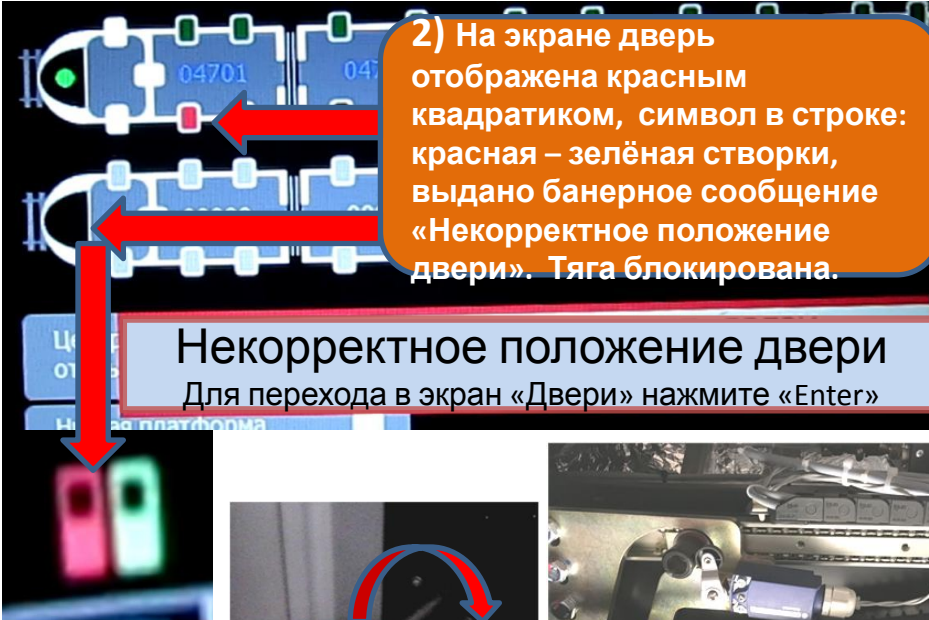 2) На экране дверь
отображена красным
квадратиком, символ в строке:
красная – зелёная створки,
выдано банерное сообщение
«Некорректное положение
двери». Тяга блокирована.
04701
Некорректное положение двери
Для перехода в экран «Двери» нажмите «Enter»
платформа